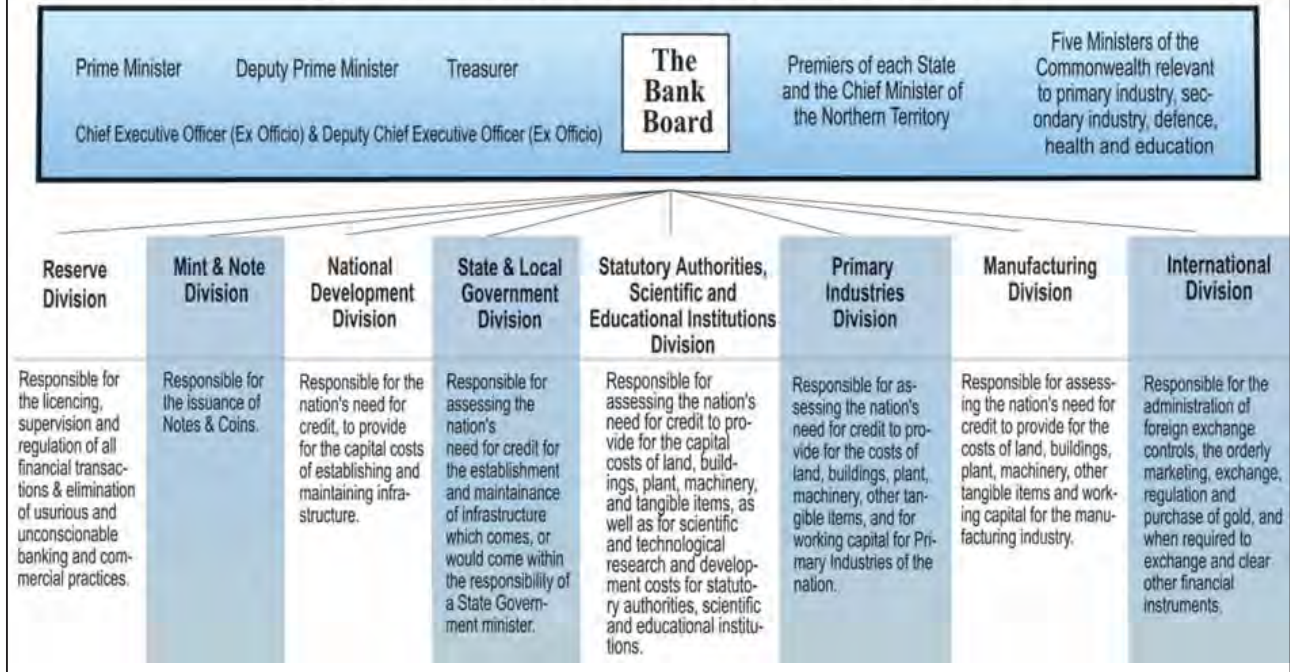 Prime Minister
Deputy Prime Minister
Treasurer
Chief Executive Officer (Ex Officio) & Deputy Chief Executive Officer (Ex Officio)
The
Bank
Board
Premiers of each State
and the Chief Minister of
the Northern Territory
Five Ministers of the
Commonwealth relevant
to primary industry, sec-
ondary industry, defence,
health and education
Reserve
Division
Responsible for
the licencing,
supervision and
regulation of all
financial transac-
tions & elimination
of usurious and
unconscionable
banking and com-
mercial practices.
Mint & Note
Division
Responsible for
the issuance of
Notes & Coins.
National
Development
Division
Responsible for the
nation's need for
credit, to provide
for the capital costs
of establishing and
maintaining infra-
structure.
State & Local
Government
Division
Responsible for
assessing the
nation's
need for credit for
the establishment
and maintainance
of infrastructure
which comes, or
would come within
the responsibility of
a State Govern-
ment minister.
Statutory Authorities,
Scientific and
Educational Institutions
Division
Responsible for
assessing the nation's
need for credit to pro-
vide for the capital
costs of land, build-
ings, plant, machinery,
and tangible items, as
well as for scientific
and technological
research and develop-
ment costs for statuto-
ry authorities, scientific
and educational institu-
tions.
Primary
Industries
Division
Responsible for as-
sessing the nation's
need for credit to pro-
vide for the costs of
land, buildings, plant,
machinery, other tan-
gible items, and for
working capital for Pri-
mary Industries of the
nation.
Manufacturing
Division
Responsible for assess-
ing the nation's need for
credit to provide for the
costs of land, buildings,
plant, machinery, other
tangible items and work-
ing capital for the manu-
facturing industry.
International
Division
Responsible for the
administration of
foreign exchange
controls, the orderly
marketing, exchange,
regulation and
purchase of gold, and
when required to
exchange and clear
other financial
instruments.